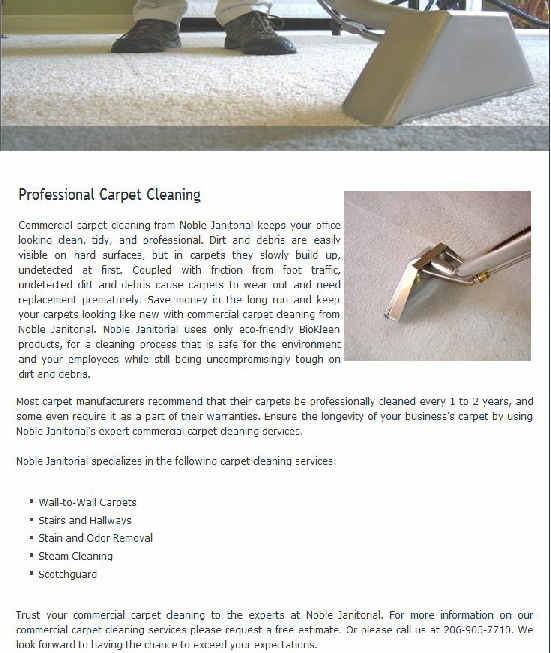 Professional Carpet Cleaning
Commercial carpet cleaning from Noble Janitorial keeps your office
looking clean, tidy, and professional. Dirt and debris are easily
visible on hard surfaces, but in carpets they slowly build up,
undetected at first. Coupled with friction from foot traffic,
undetected dirt and debris cause carpets to wear out and need
replacement prematurely. Save money in the long run and keep
your carpets looking like new with commercial carpet cleaning from
Noble Janitorial. Noble Janitorial uses only eco-friendly BioKleen
products, for a cleaning process that is safe for the environment
and your employees while still being uncompromisingly tough on
dirt and debris.
Most carpet manufacturers recommend that their carpets be professionally cleaned every 1 to 2 years, and
some even require it as a part of their warranties. Ensure the longevity of your business's carpet by using
Noble Janitorial's expert commercial carpet cleaning services.
Noble Janitorial specializes in the following carpet cleaning services:
▪ Wall-to-Wall Carpets
▪ Stairs and Hallways
▪ Stain and Odor Removal
▪ Steam Cleaning
▪ Scotchguard
Trust your commercial carpet cleaning to the experts at Noble Janitorial. For more information on our
commercial carpet cleaning services please request a free estimate. Or please call us at 206-905-7710. We
look forward to having the chance to exceed your expectations.